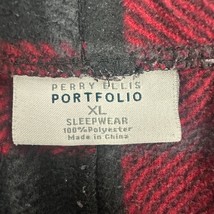 PERRY ELLIS
PORTFOLIO
XL
SLEEPWEAR
100% Polyester
Made in China